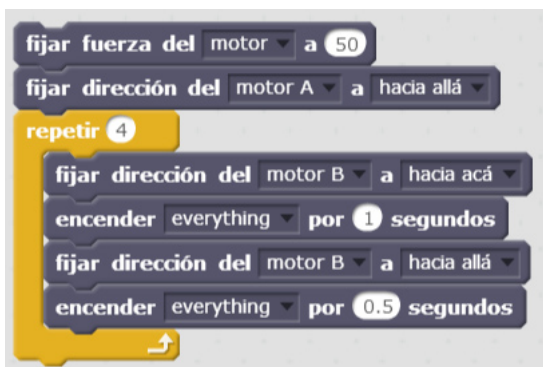 fijar fuerza del motor a 50
fijar dirección del motor A a hacia allá
repetir 4
fijar dirección del motor B a hacia acá
encender everything por 1 segundos
fijar dirección del motor B a hacia allá
encender everything por 0.5 segundos